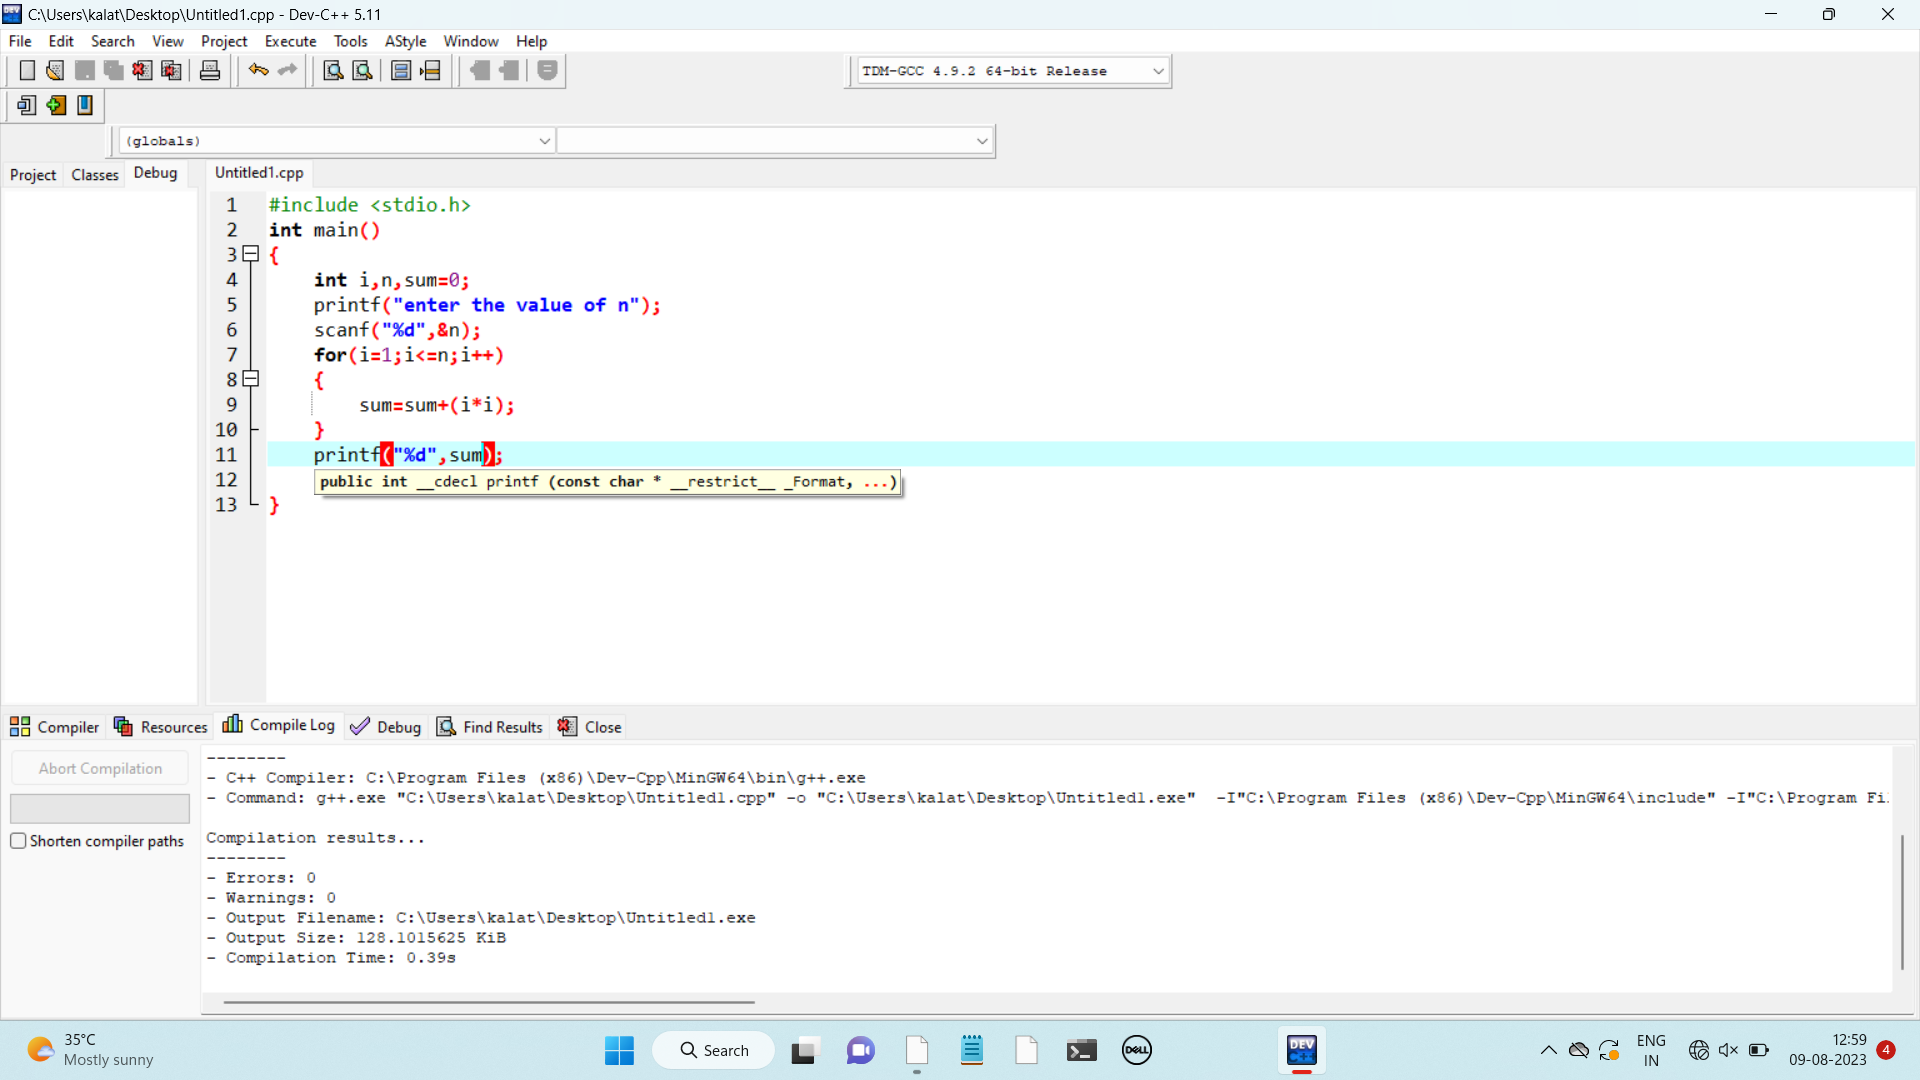 C:\Users\kalat\Desktop\Untitled1.cpp - Dev-C++ 5.11
File Edit Search View Project Execute Tools AStyle Window Help
TDM-GCC 4.9.2 64-bit Release
(globals)
Project Classes Debug Untitled1.cpp
1 #include <stdio.h>
2 int main()
3 {
4 int i,n,sum=0;
5 printf("enter the value of n");
6 scanf("%d",&n);
7 for(i=1;i<=n;i++)
8 {
9 sum=sum+(i*i);
10 }
11 printf("%d",sum);
12 public int __cdecl printf (const char * __restrict__ _Format, ...)
13 }
Compiler Resources Compile Log Debug Find Results Close
Abort Compilation
Shorten compiler paths
--------
- C++ Compiler: C:\Program Files (x86)\Dev-Cpp\MinGW64\bin\g++.exe
- Command: g++.exe "C:\Users\kalat\Desktop\Untitled1.cpp" -o "C:\Users\kalat\Desktop\Untitled1.exe" -I"C:\Program Files (x86)\Dev-Cpp\MinGW64\include" -I"C:\Program Fi
Compilation results...
--------
- Errors: 0
- Warnings: 0
- Output Filename: C:\Users\kalat\Desktop\Untitled1.exe
- Output Size: 128.1015625 KiB
- Compilation Time: 0.39s
35°C
Mostly sunny
Search
DELL
DEV
C++
ENG
IN
12:59
09-08-2023
4